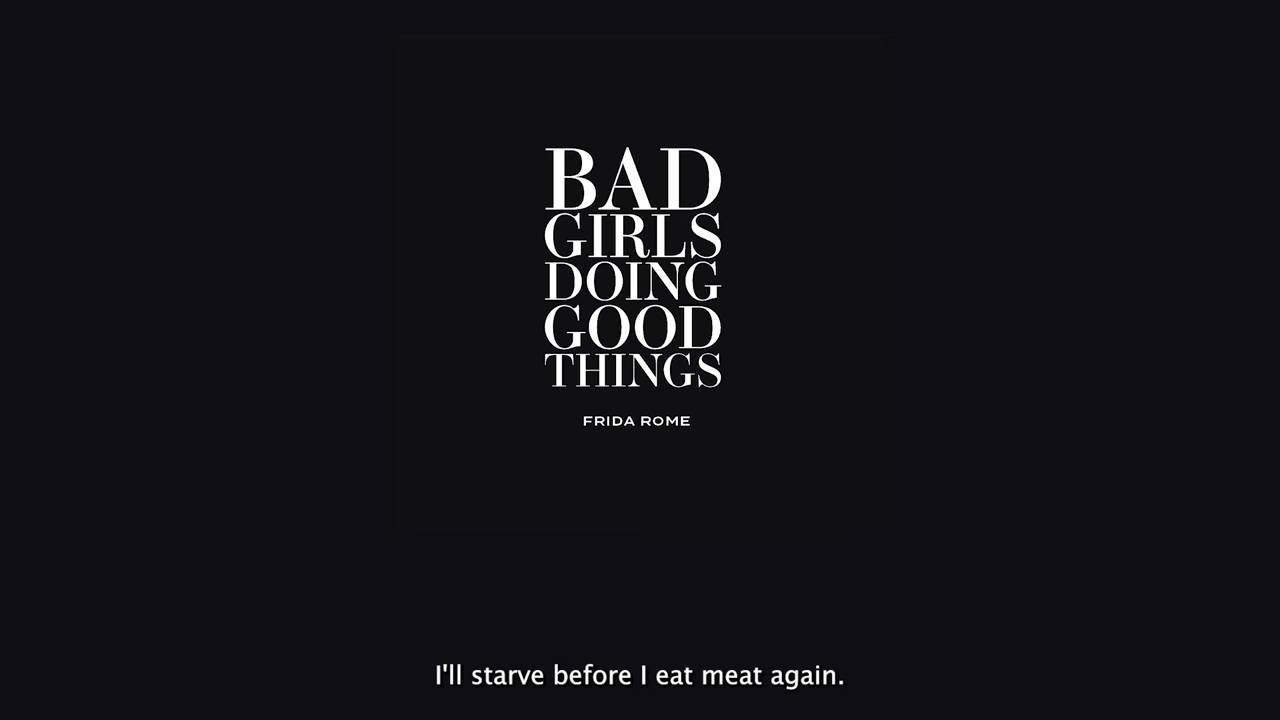 BAD
GIRLS
DOING
GOOD
THINGS
FRIDA ROME
I'll starve before I eat meat again.